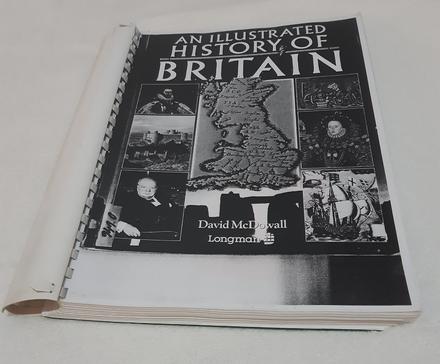 AN ILLUSTRATED
HISTORY OF
BRITAIN
David McDowall
Longman